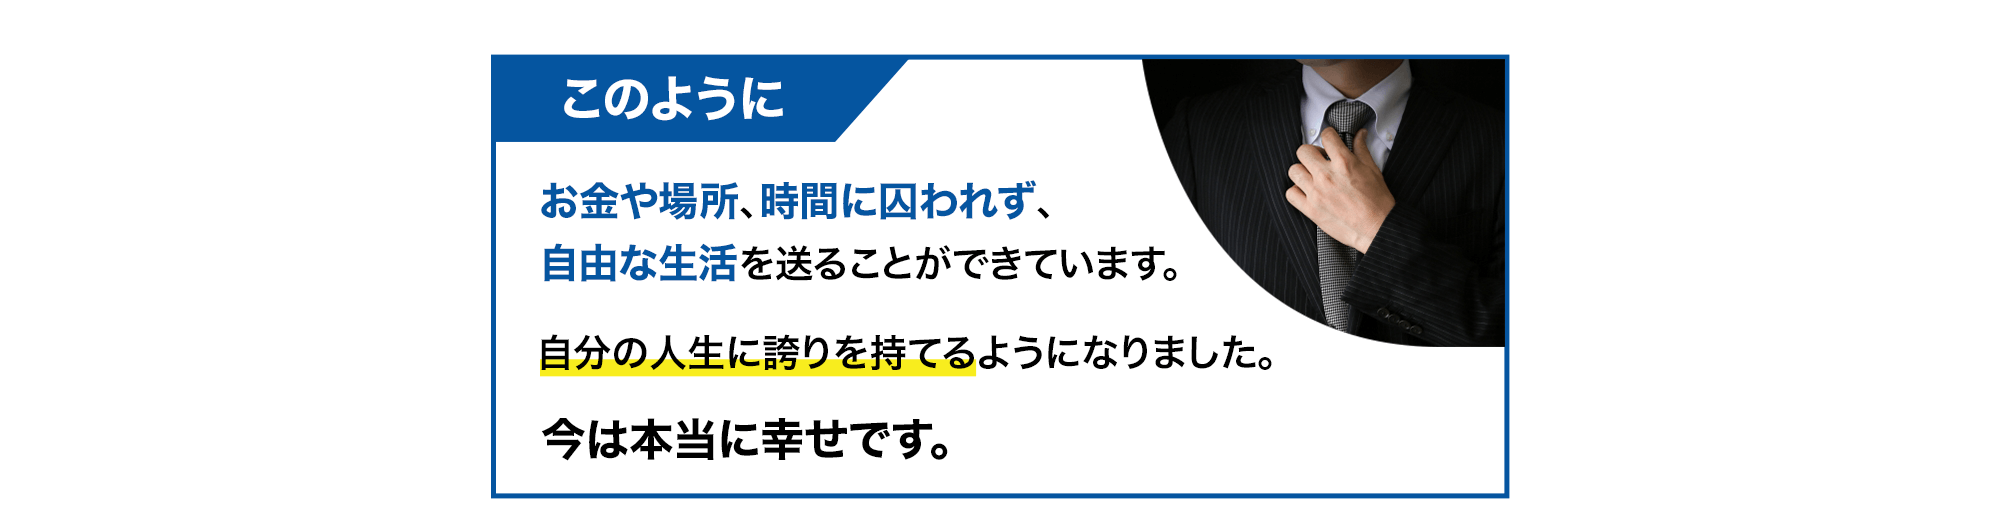 このように
お金や場所、時間に囚われず、
自由な生活を送ることができています。
自分の人生に誇りを持てるようになりました。
今は本当に幸せです。